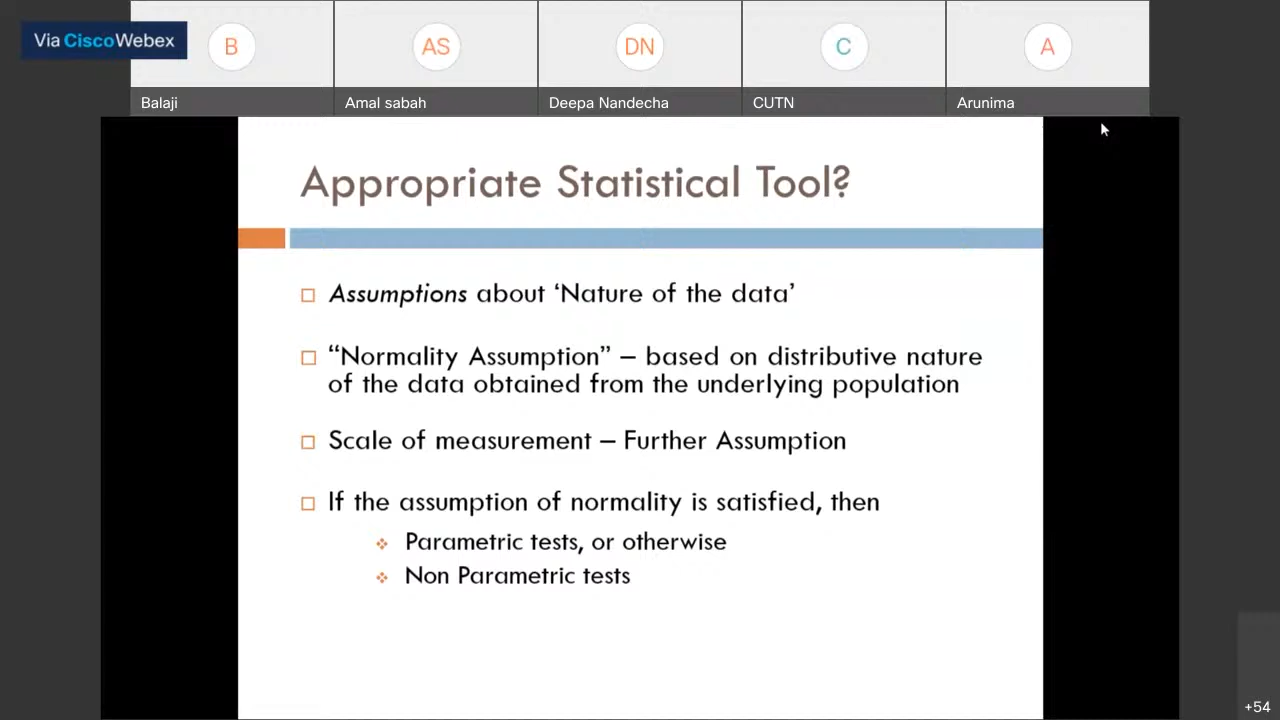 Via CiscoWebex
B
AS
DN
C
A
Balaji
Amal sabah
Deepa Nandecha
CUTN
Arunima
Appropriate Statistical Tool?
Assumptions about ‘Nature of the data’
“Normality Assumption” – based on distributive nature
of the data obtained from the underlying population
Scale of measurement – Further Assumption
If the assumption of normality is satisfied, then
Parametric tests, or otherwise
Non Parametric tests
+54